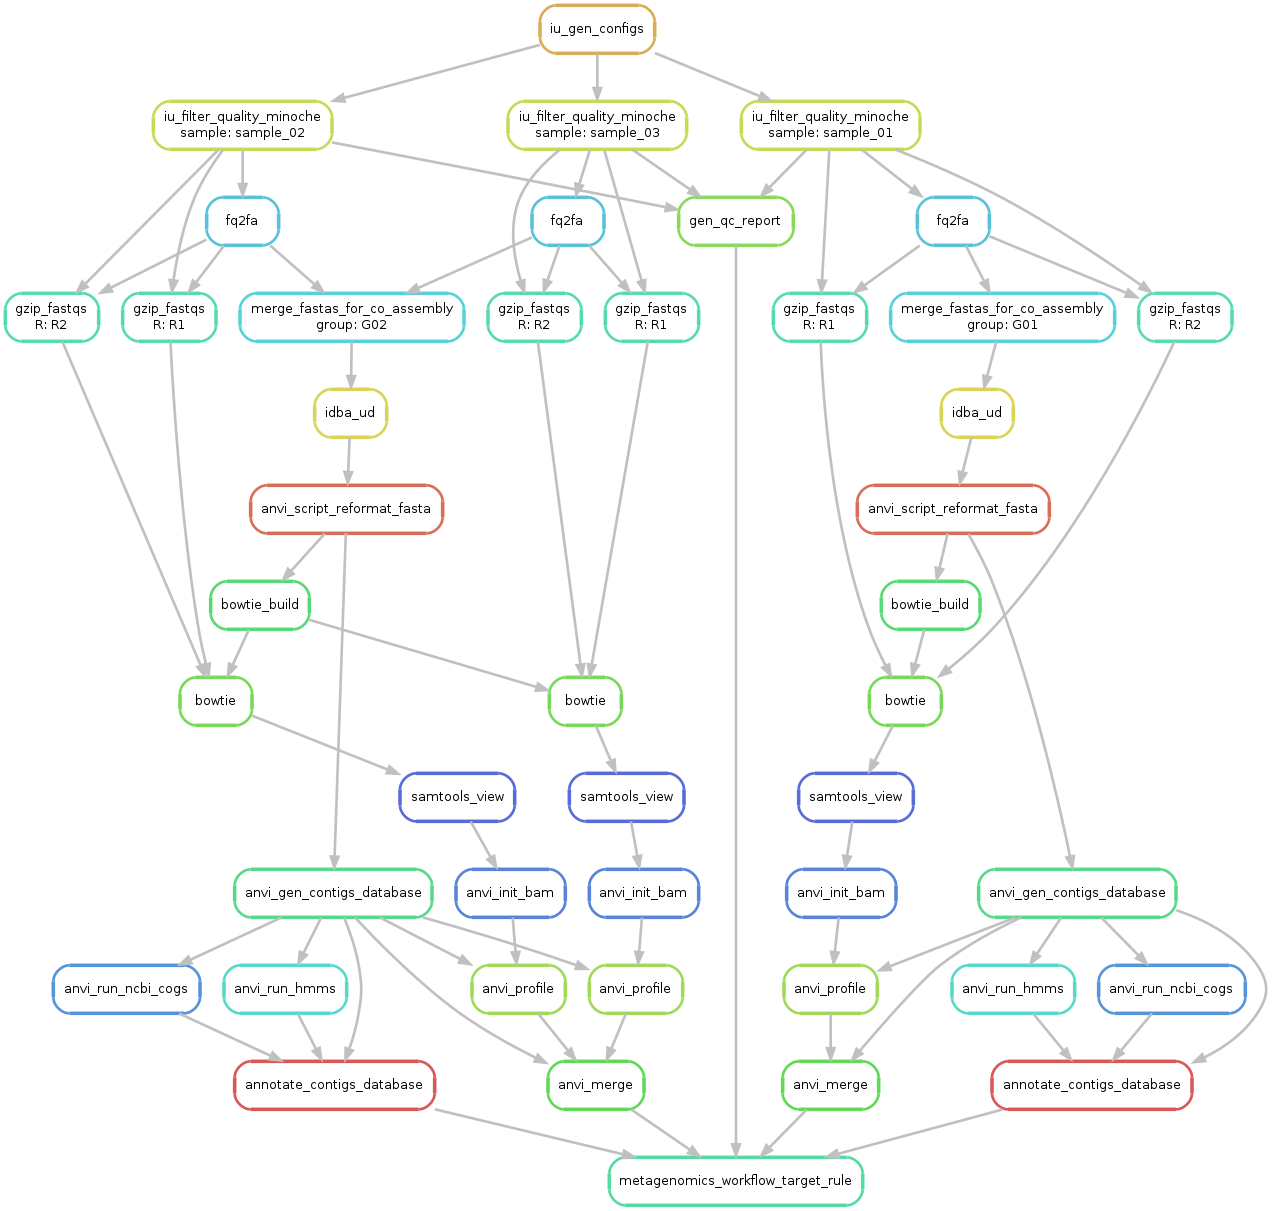 iu_gen_configs
iu_filter_quality_minoche
sample: sample_02
iu_filter_quality_minoche
sample: sample_03
iu_filter_quality_minoche
sample: sample_01
fq2fa
fq2fa
gen_qc_report
fq2fa
gzip_fastqs
R: R2
gzip_fastqs
R: R1
merge_fastas_for_co_assembly
group: G02
gzip_fastqs
R: R2
gzip_fastqs
R: R1
gzip_fastqs
R: R1
merge_fastas_for_co_assembly
group: G01
gzip_fastqs
R: R2
idba_ud
idba_ud
anvi_script_reformat_fasta
anvi_script_reformat_fasta
bowtie_build
bowtie_build
bowtie
bowtie
bowtie
samtools_view
samtools_view
samtools_view
anvi_gen_contigs_database
anvi_init_bam
anvi_init_bam
anvi_init_bam
anvi_gen_contigs_database
anvi_run_ncbi_cogs
anvi_run_hmms
anvi_profile
anvi_profile
anvi_profile
anvi_run_hmms
anvi_run_ncbi_cogs
annotate_contigs_database
anvi_merge
anvi_merge
annotate_contigs_database
metagenomics_workflow_target_rule